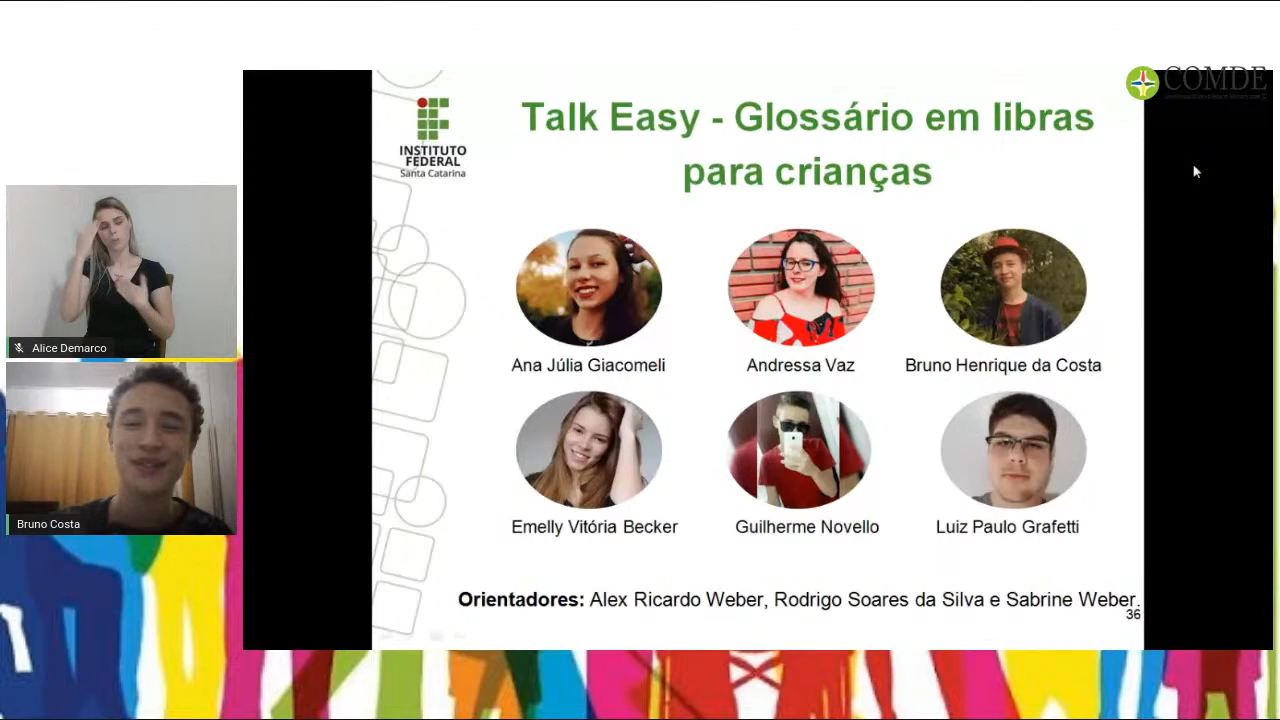 COMDE
Talk Easy - Glossário em libras
para crianças
INSTITUTO
FEDERAL
Santa Catarina
Ana Júlia Giacomeli
Andressa Vaz
Bruno Henrique da Costa
Alice Demarco
Bruno Costa
Emelly Vitória Becker
Guilherme Novello
Luiz Paulo Grafetti
Orientadores: Alex Ricardo Weber, Rodrigo Soares da Silva e Sabrine Weber.
36